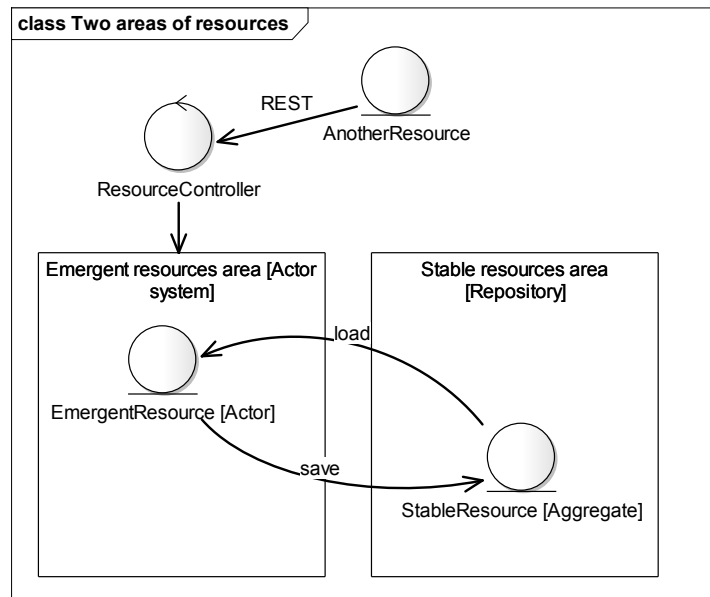 class Two areas of resources
REST
AnotherResource
ResourceController
Emergent resources area [Actor
system]
Stable resources area
[Repository]
load
EmergentResource [Actor]
save
StableResource [Aggregate]